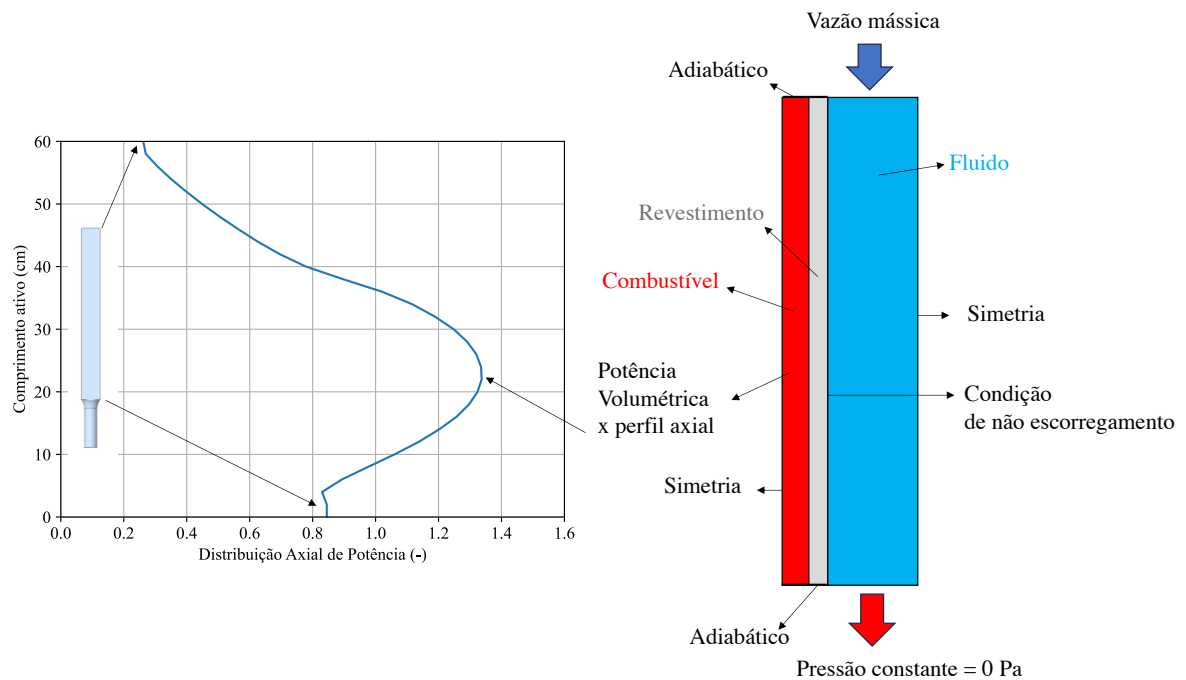 Vazão mássica
Adiabático
60
50
40
30
20
10
0
Comprimento ativo (cm)
0.0 0.2 0.4 0.6 0.8 1.0 1.2 1.4 1.6
Distribuição Axial de Potência (-)
Fluido
Revestimento
Combustível
Simetria
Potência
Volumétrica
x perfil axial
Condição
de não escorregamento
Simetria
Adiabático
Pressão constante = 0 Pa